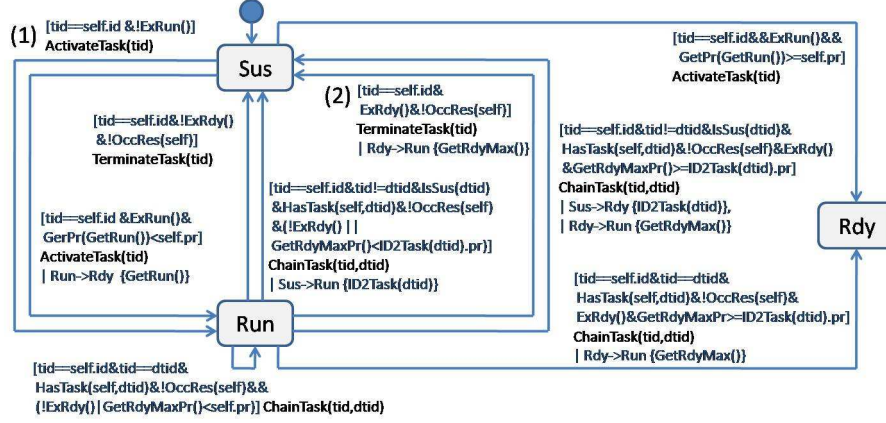 (1) [tid==self.id &!ExRun()]
ActivateTask(tid)
Sus
[tid==self.id&&ExRun()&&
GetPr(GetRun())>=self.pr]
ActivateTask(tid)
(2) [tid==self.id&
ExRdy()&!OccRes(self)]
TerminateTask(tid)
| Rdy->Run {GetRdyMax()}
[tid==self.id&!ExRdy()
&!OccRes(self)]
TerminateTask(tid)
[tid==self.id&tid!=dtid&IsSus(dtid)&
HasTask(self,dtid)&!OccRes(self)&ExRdy()
&GetRdyMaxPr()>=ID2Task(dtid).pr]
ChainTask(tid,dtid)
| Sus->Rdy {ID2Task(dtid)},
| Rdy->Run {GetRdyMax()}
[tid==self.id&tid!=dtid&IsSus(dtid)
&HasTask(self,dtid)&!OccRes(self)
&(!ExRdy() ||
GetRdyMaxPr()<ID2Task(dtid).pr)]
ChainTask(tid,dtid)
| Sus->Run {ID2Task(dtid)}
[tid==self.id &ExRun()&
GerPr(GetRun())<self.pr]
ActivateTask(tid)
| Run->Rdy {GetRun()}
Rdy
[tid==self.id&tid==dtid&
HasTask(self,dtid)&!OccRes(self)&
ExRdy()&GetRdyMaxPr>=ID2Task(dtid).pr]
ChainTask(tid,dtid)
| Rdy->Run {GetRdyMax()}
Run
[tid==self.id&tid==dtid&
HasTask(self,dtid)&!OccRes(self)&&
(!ExRdy()|GetRdyMaxPr()<self.pr)] ChainTask(tid,dtid)